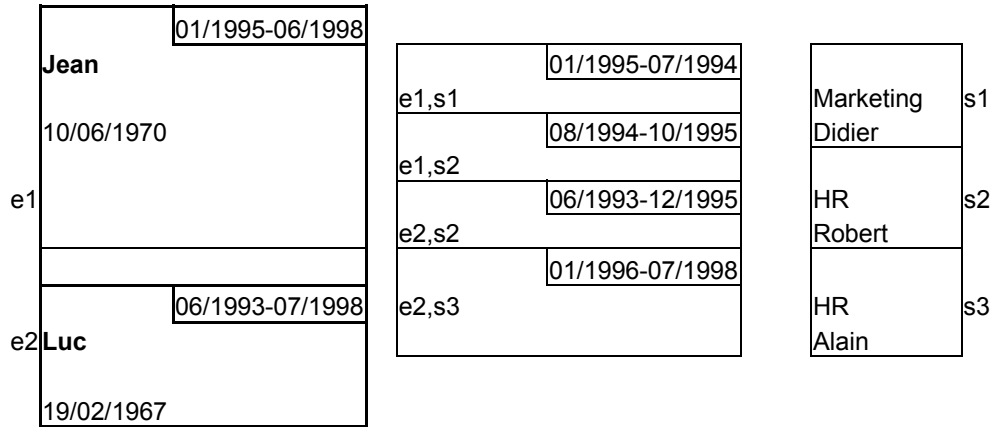 01/1995-06/1998
Jean
10/06/1970
e1
06/1993-07/1998
e2 Luc
19/02/1967
01/1995-07/1994
e1,s1
08/1994-10/1995
e1,s2
06/1993-12/1995
e2,s2
01/1996-07/1998
e2,s3
Marketing s1
Didier
HR s2
Robert
HR s3
Alain